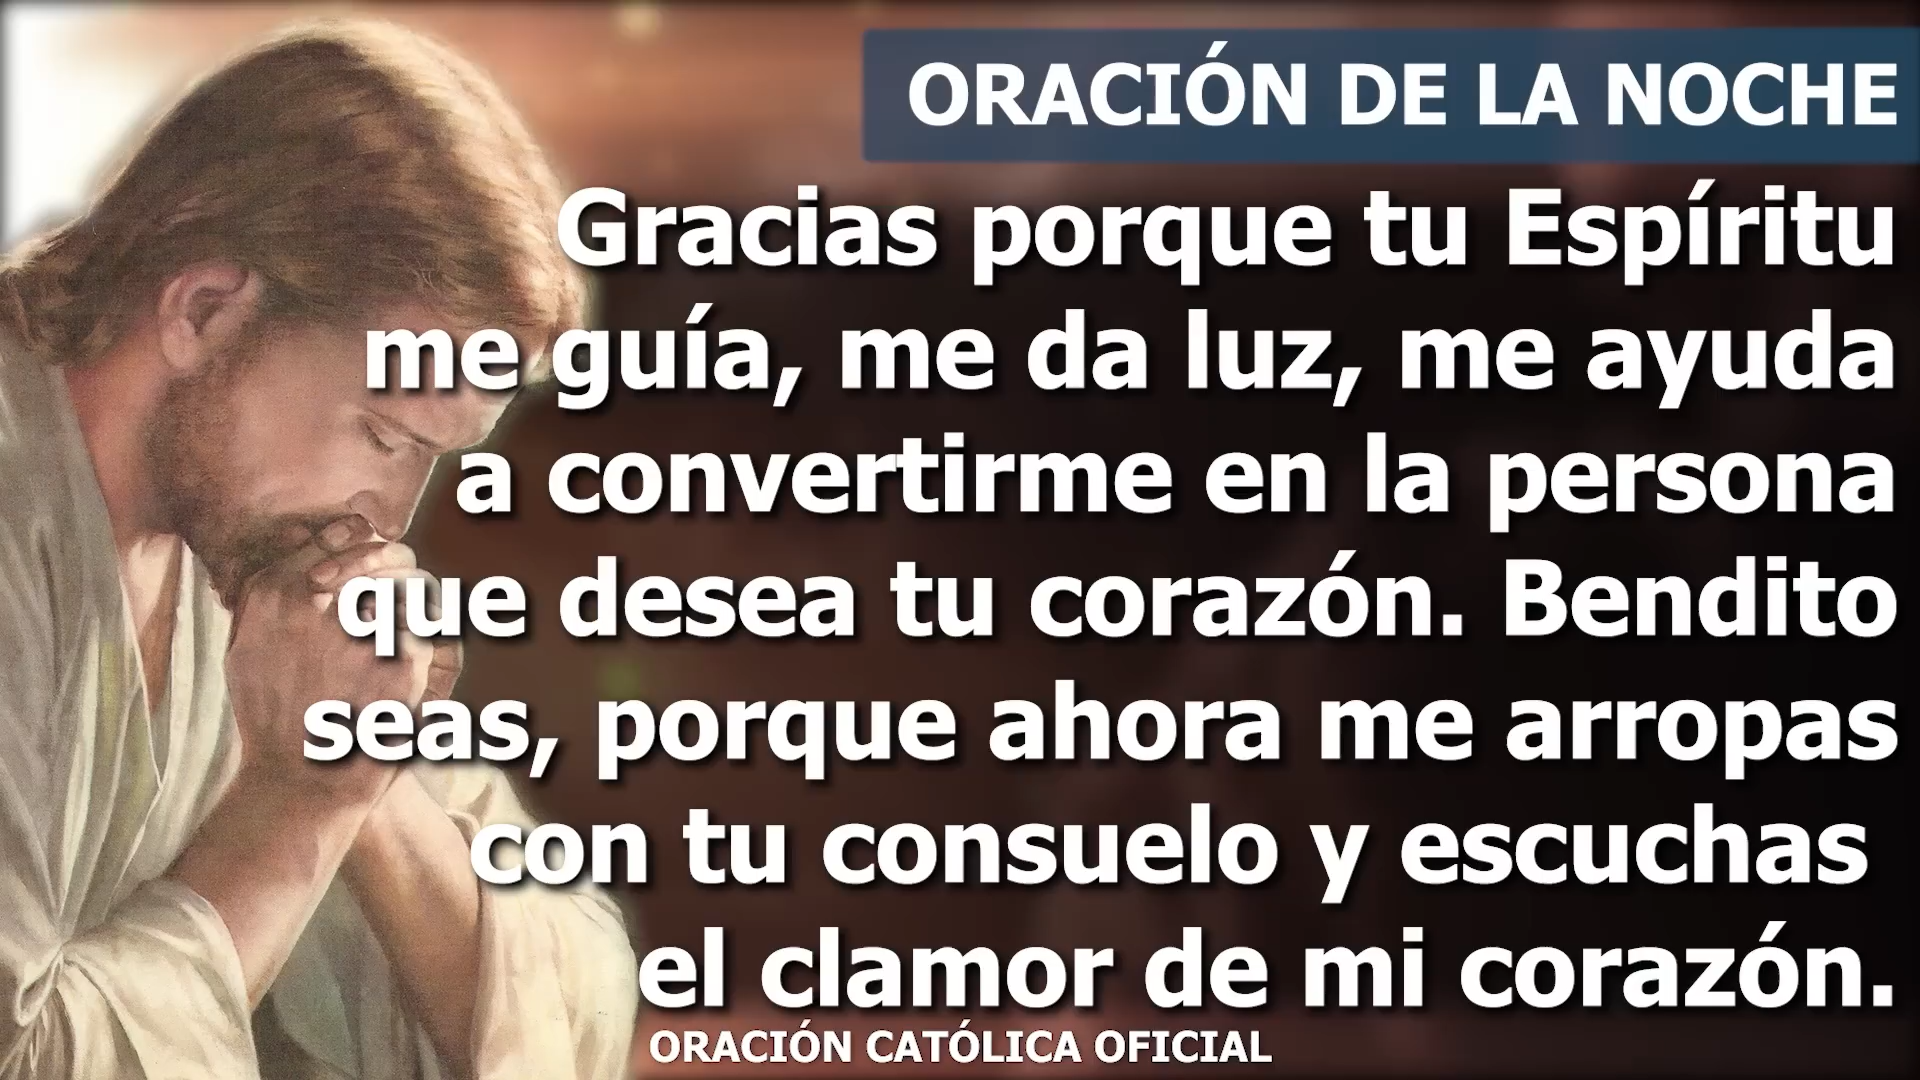 ORACIÓN DE LA NOCHE
Gracias porque tu Espíritu
me guía, me da luz, me ayuda
a convertirme en la persona
que desea tu corazón. Bendito
seas, porque ahora me arropas
con tu consuelo y escuchas
el clamor de mi corazón.
ORACIÓN CATÓLICA OFICIAL